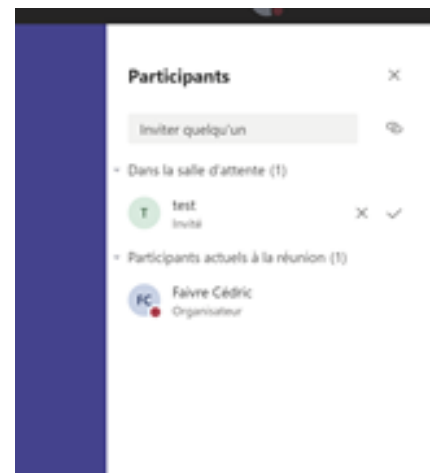 Participants
Inviter quelqu'un
Dans la salle d'attente (1)
T
test
Invité
Participants actuels à la réunion (1)
FC
Faivre Cédric
Organisateur